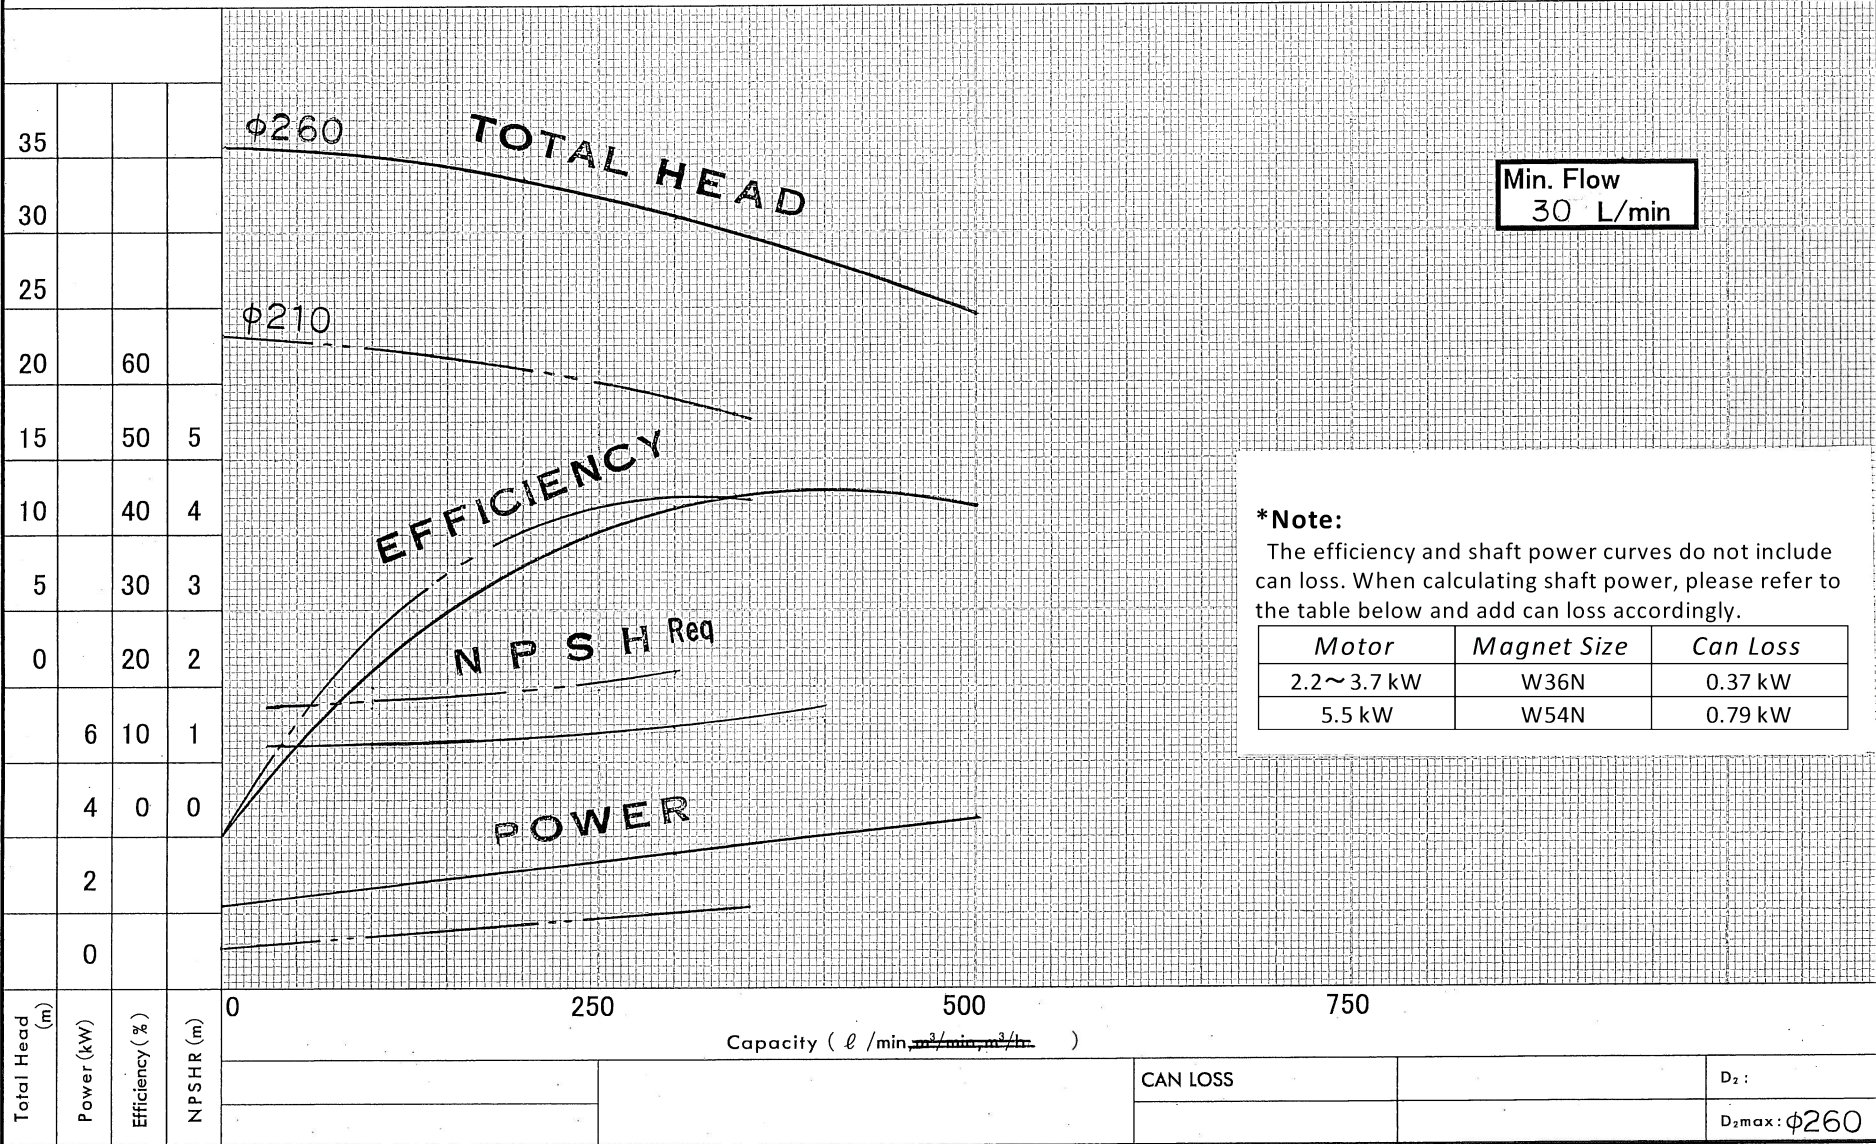 φ260
TOTAL HEAD
35
Min. Flow
30 L/min
30
25
φ210
20 60
15 50 5
EFFICIENCY
10 40 4
*Note:
The efficiency and shaft power curves do not include
can loss. When calculating shaft power, please refer to
the table below and add can loss accordingly.
Motor Magnet Size Can Loss
2.2～3.7 kW W36N 0.37 kW
5.5 kW W54N 0.79 kW
5 30 3
NPSH Req
0 20 2
6 10 1
4 0 0
POWER
2
0
0 250 500 750
Total Head (m)
Power (kW)
Efficiency (%)
NPSHR (m)
Capacity ( ℓ /min, m³/min, m³/h )
CAN LOSS
D₂ :
D₂max : φ260